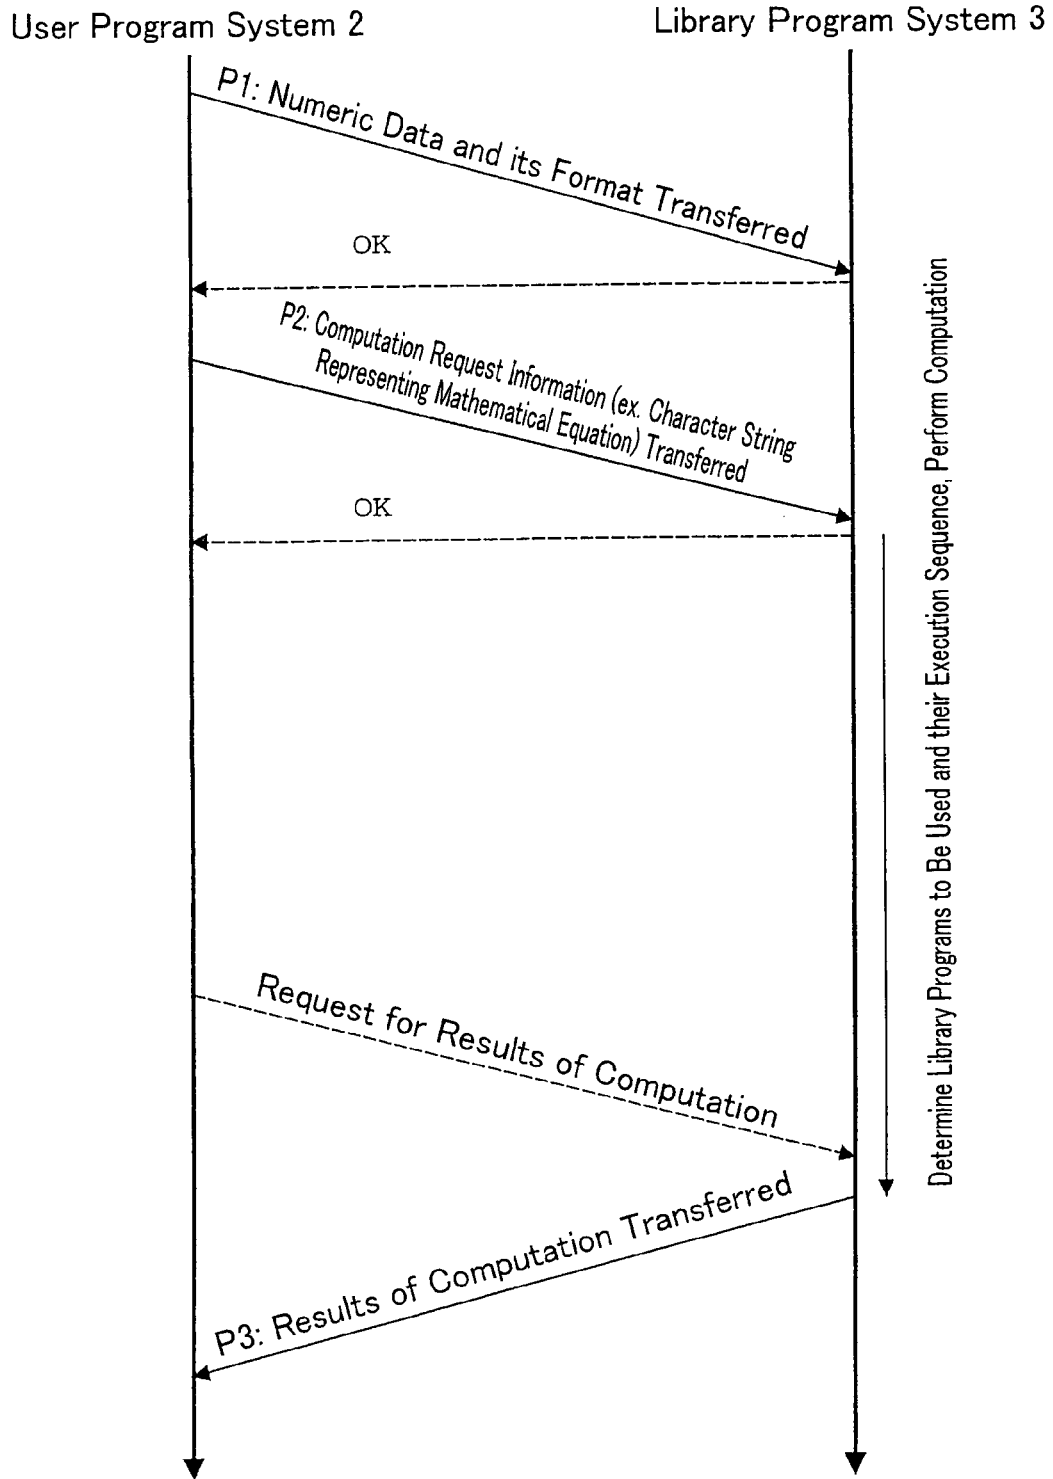 User Program System 2
Library Program System 3
P1: Numeric Data and its Format Transferred
OK
P2: Computation Request Information (ex. Character String
Representing Mathematical Equation) Transferred
OK
Determine Library Programs to Be Used and their Execution Sequence, Perform Computation
Request for Results of Computation
P3: Results of Computation Transferred